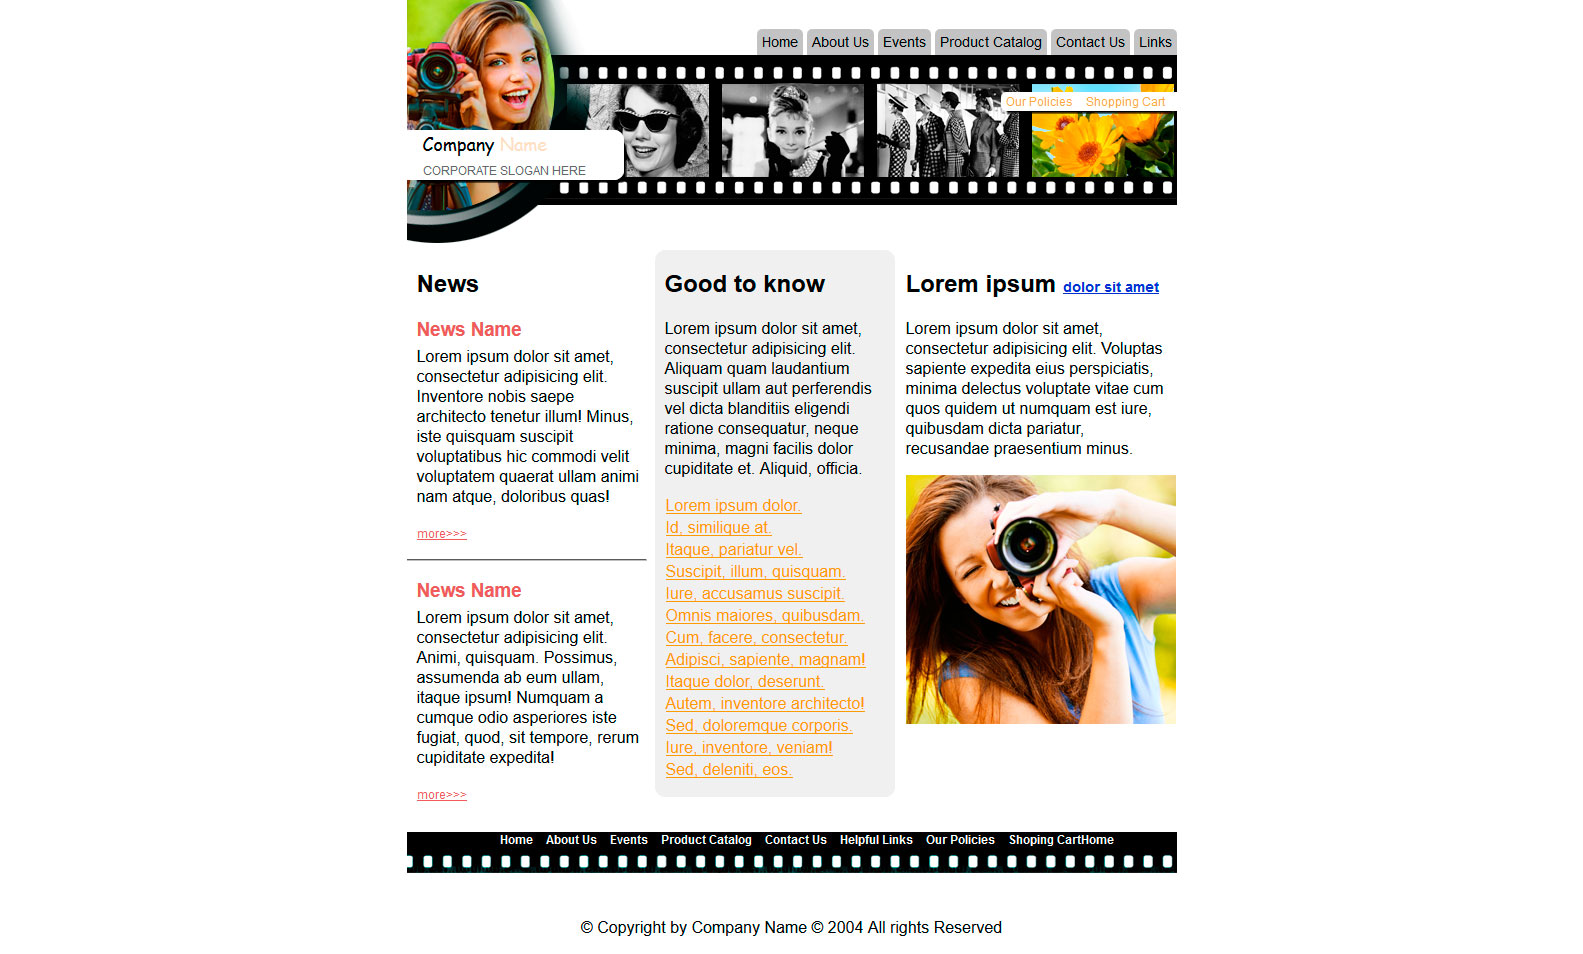 Home About Us Events Product Catalog Contact Us Links
Our Policies Shopping Cart
Company Name
CORPORATE SLOGAN HERE
News
News Name
Lorem ipsum dolor sit amet,
consectetur adipisicing elit.
Inventore nobis saepe
architecto tenetur illum! Minus,
iste quisquam suscipit
voluptatibus hic commodi velit
voluptatem quaerat ullam animi
nam atque, doloribus quas!
more>>>
News Name
Lorem ipsum dolor sit amet,
consectetur adipisicing elit.
Animi, quisquam. Possimus,
assumenda ab eum ullam,
itaque ipsum! Numquam a
cumque odio asperiores iste
fugiat, quod, sit tempore, rerum
cupiditate expedita!
more>>>
Good to know
Lorem ipsum dolor sit amet,
consectetur adipisicing elit.
Aliquam quam laudantium
suscipit ullam aut perferendis
vel dicta blanditiis eligendi
ratione consequatur, neque
minima, magni facilis dolor
cupiditate et. Aliquid, officia.
Lorem ipsum dolor.
Id, similique at.
Itaque, pariatur vel.
Suscipit, illum, quisquam.
Iure, accusamus suscipit.
Omnis maiores, quibusdam.
Cum, facere, consectetur.
Adipisci, sapiente, magnam!
Itaque dolor, deserunt.
Autem, inventore architecto!
Sed, doloremque corporis.
Iure, inventore, veniam!
Sed, deleniti, eos.
Lorem ipsum dolor sit amet
Lorem ipsum dolor sit amet,
consectetur adipisicing elit. Voluptas
sapiente expedita eius perspiciatis,
minima delectus voluptate vitae cum
quos quidem ut numquam est iure,
quibusdam dicta pariatur,
recusandae praesentium minus.
Home About Us Events Product Catalog Contact Us Helpful Links Our Policies Shoping CartHome
© Copyright by Company Name © 2004 All rights Reserved